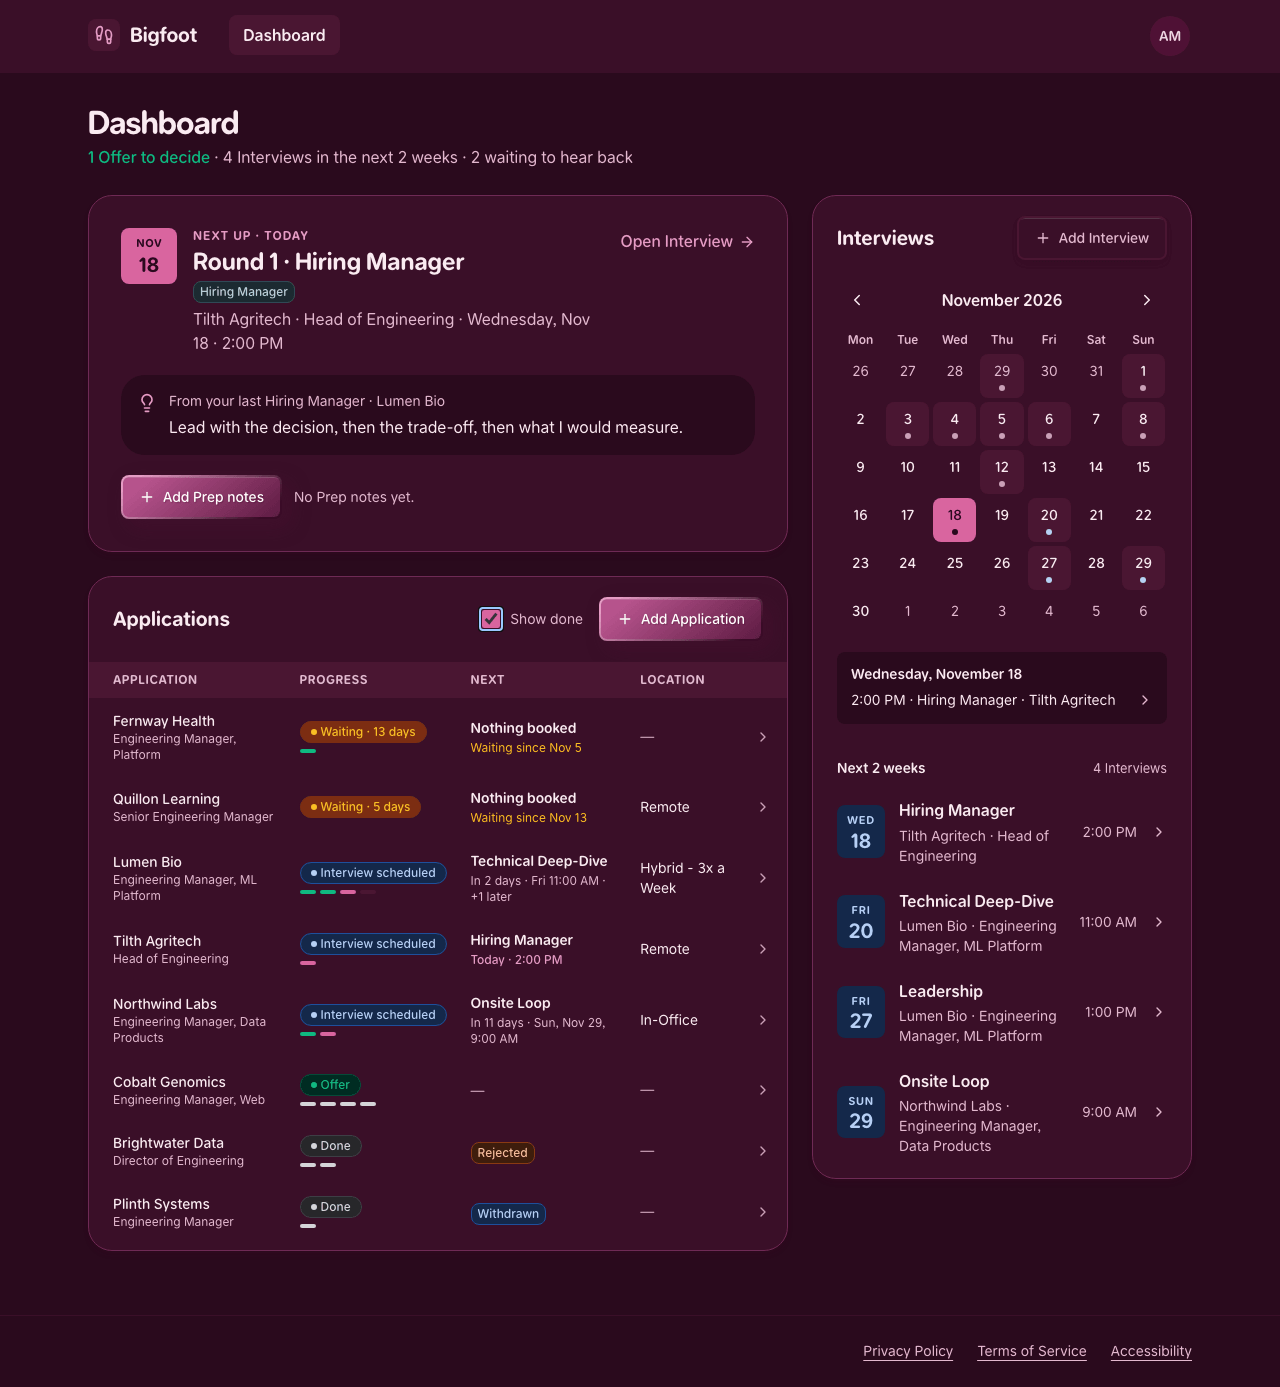 Bigfoot
Dashboard
AM
Dashboard
1 Offer to decide · 4 Interviews in the next 2 weeks · 2 waiting to hear back
NOV
18
NEXT UP · TODAY
Round 1 · Hiring Manager
Hiring Manager
Tilth Agritech · Head of Engineering · Wednesday, Nov
18 · 2:00 PM
Open Interview
From your last Hiring Manager · Lumen Bio
Lead with the decision, then the trade-off, then what I would measure.
Add Prep notes
No Prep notes yet.
Applications
Show done
Add Application
APPLICATION PROGRESS NEXT LOCATION
Fernway Health
Engineering Manager,
Platform
Waiting · 13 days
Nothing booked
Waiting since Nov 5
—
Quillon Learning
Senior Engineering Manager
Waiting · 5 days
Nothing booked
Waiting since Nov 13
Remote
Lumen Bio
Engineering Manager, ML
Platform
Interview scheduled
Technical Deep-Dive
In 2 days · Fri 11:00 AM ·
+1 later
Hybrid - 3x a
Week
Tilth Agritech
Head of Engineering
Interview scheduled
Hiring Manager
Today · 2:00 PM
Remote
Northwind Labs
Engineering Manager, Data
Products
Interview scheduled
Onsite Loop
In 11 days · Sun, Nov 29,
9:00 AM
In-Office
Cobalt Genomics
Engineering Manager, Web
Offer
—
—
Brightwater Data
Director of Engineering
Done
Rejected
—
Plinth Systems
Engineering Manager
Done
Withdrawn
—
Interviews
Add Interview
November 2026
Mon Tue Wed Thu Fri Sat Sun
26 27 28 29 30 31 1
2 3 4 5 6 7 8
9 10 11 12 13 14 15
16 17 18 19 20 21 22
23 24 25 26 27 28 29
30 1 2 3 4 5 6
Wednesday, November 18
2:00 PM · Hiring Manager · Tilth Agritech
Next 2 weeks
4 Interviews
WED
18
Hiring Manager
Tilth Agritech · Head of
Engineering
2:00 PM
FRI
20
Technical Deep-Dive
Lumen Bio · Engineering
Manager, ML Platform
11:00 AM
FRI
27
Leadership
Lumen Bio · Engineering
Manager, ML Platform
1:00 PM
SUN
29
Onsite Loop
Northwind Labs ·
Engineering Manager,
Data Products
9:00 AM
Privacy Policy
Terms of Service
Accessibility